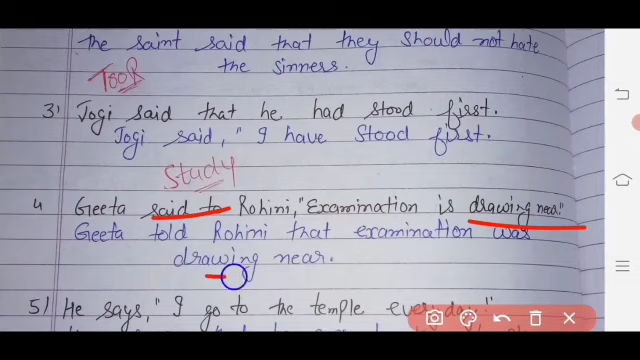 The saint said that they should not hate
the sinners.
TOOR
3) Jogi said that he had stood first.
Jogi said, "I have stood first.
Study
4 Geeta said to Rohini, "Examination is drawing near."
Geeta told Rohini that examination was
drawing near.
5) He says, "I go to the temple everyday."